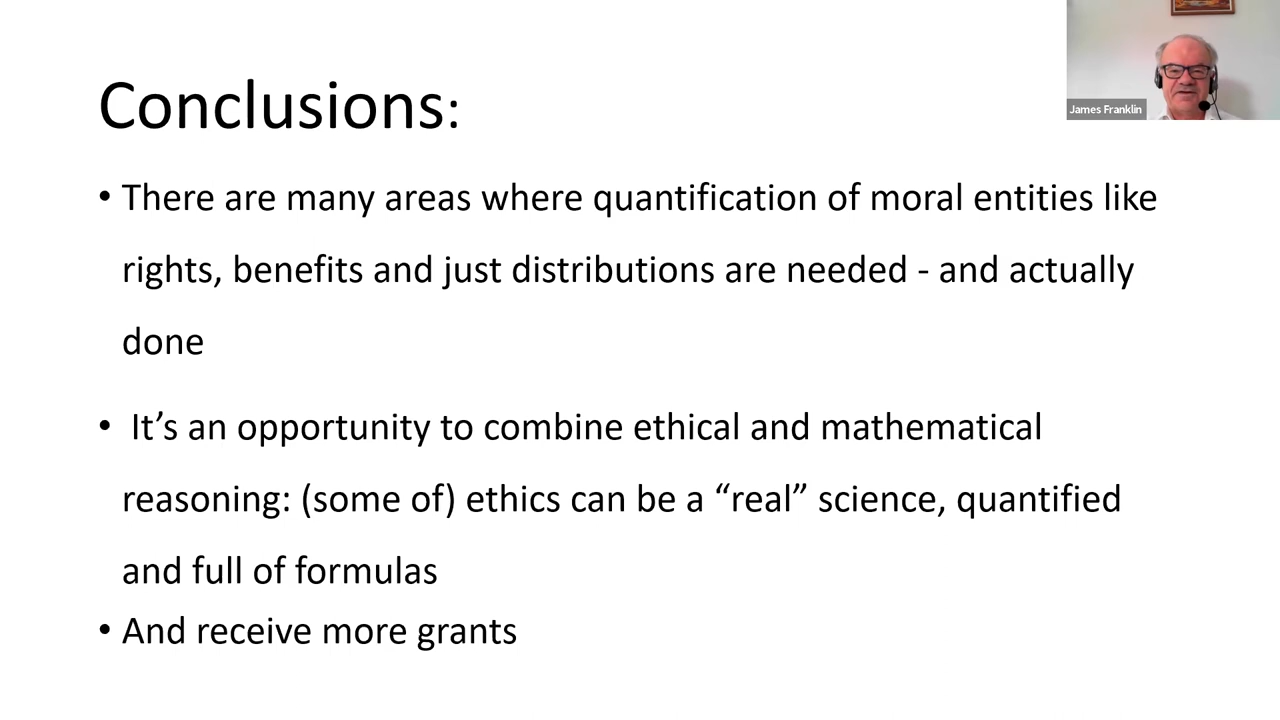 James Franklin
Conclusions:
• There are many areas where quantification of moral entities like
rights, benefits and just distributions are needed - and actually
done
• It’s an opportunity to combine ethical and mathematical
reasoning: (some of) ethics can be a “real” science, quantified
and full of formulas
• And receive more grants